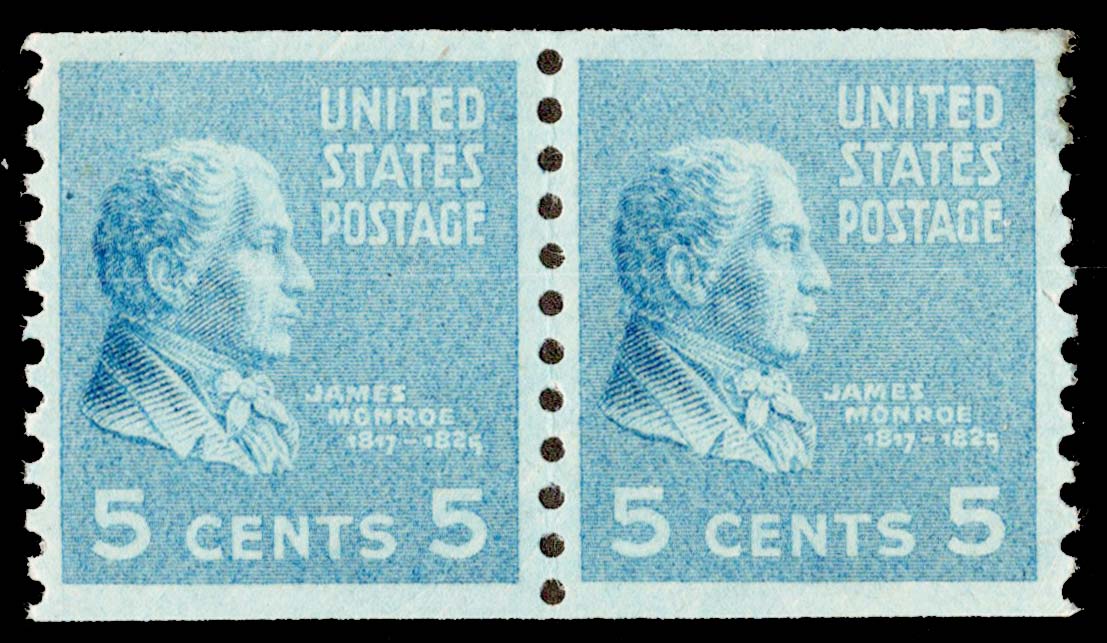 UNITED
STATES
POSTAGE
JAMES
MONROE
1817-1825
5 CENTS 5
UNITED
STATES
POSTAGE
JAMES
MONROE
1817-1825
5 CENTS 5